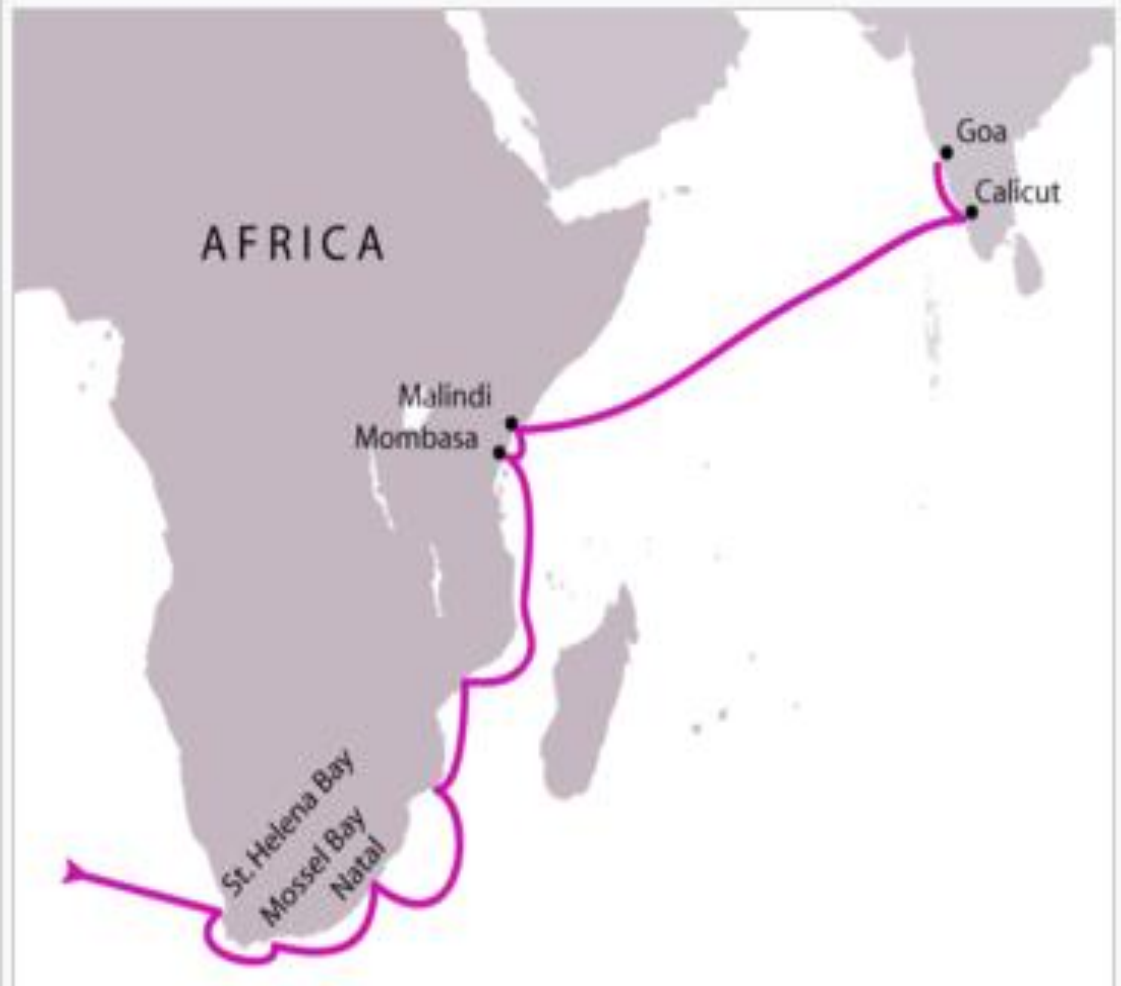 Goa
Calicut
AFRICA
Malindi
Mombasa
St. Helena Bay
Mossel Bay
Natal